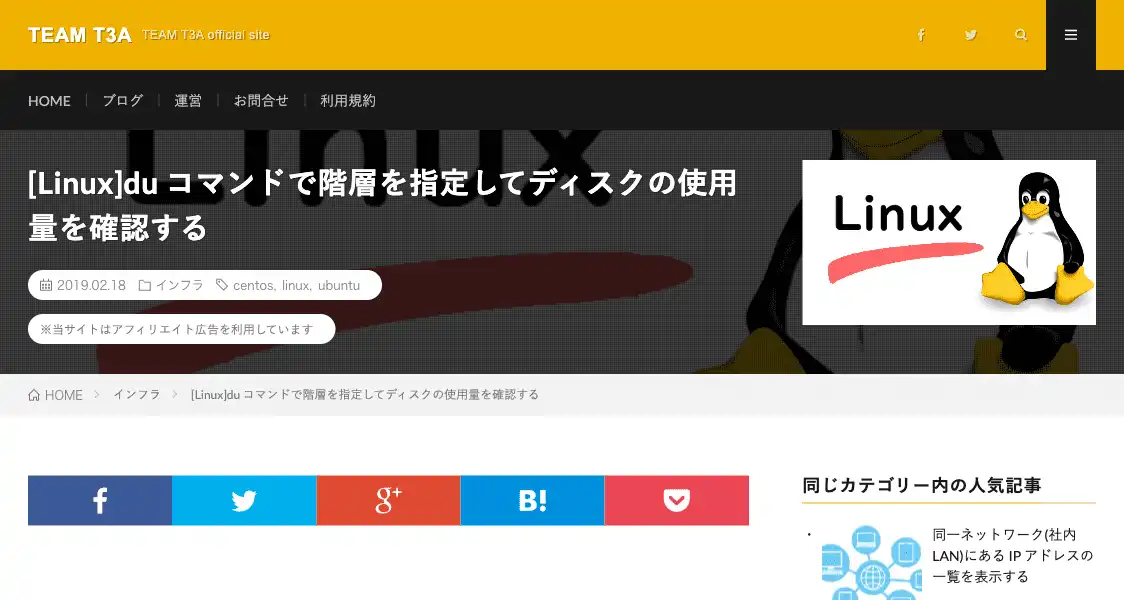 TEAM T3A TEAM T3A official site
HOME ブログ 運営 お問合せ 利用規約
[Linux]du コマンドで階層を指定してディスクの使用
量を確認する
2019.02.18 インフラ centos, linux, ubuntu
※当サイトはアフィリエイト広告を利用しています
Linux
Linux
HOME > インフラ > [Linux]du コマンドで階層を指定してディスクの使用量を確認する
B!
同じカテゴリー内の人気記事
・
同一ネットワーク(社内
LAN)にある IP アドレスの
一覧を表示する